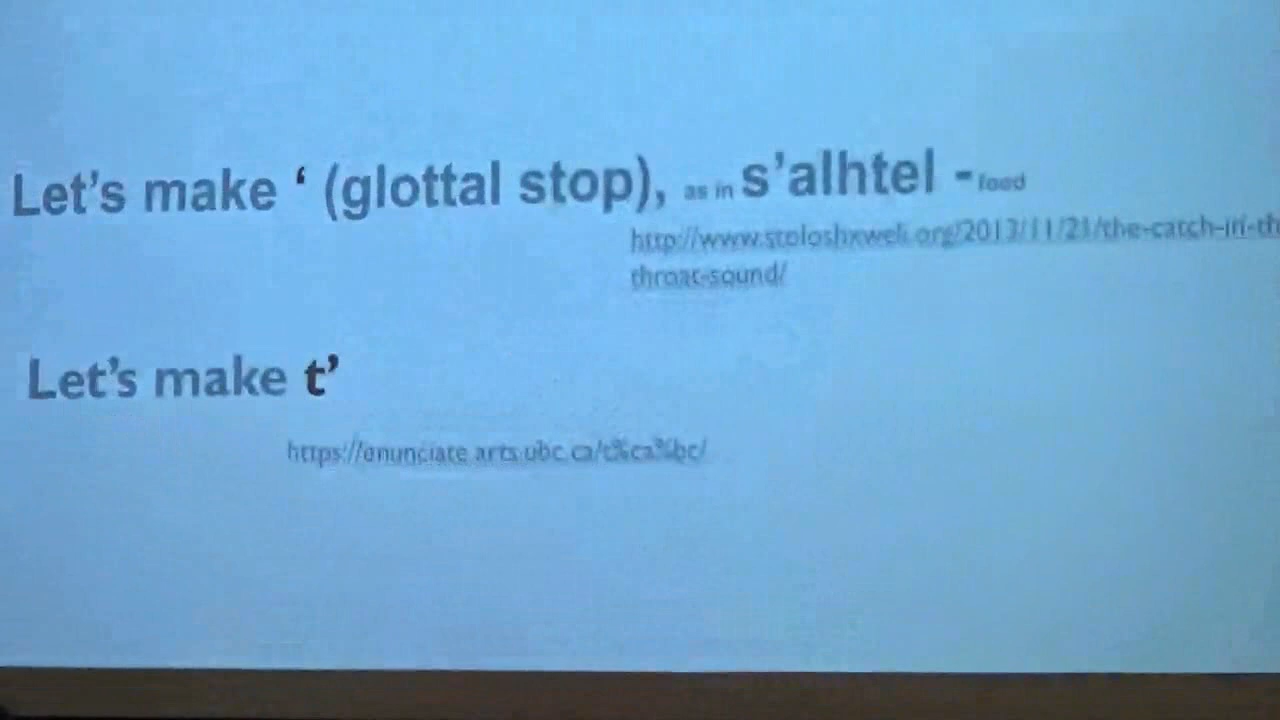 Let's make ‘ (glottal stop), as in s'alhtel - food
http://www.stoloshxweli.org/2013/11/21/the-catch-in-th
throat-sound/
Let's make t'
https://enunciate.arts.ubc.ca/t%ca%bc/